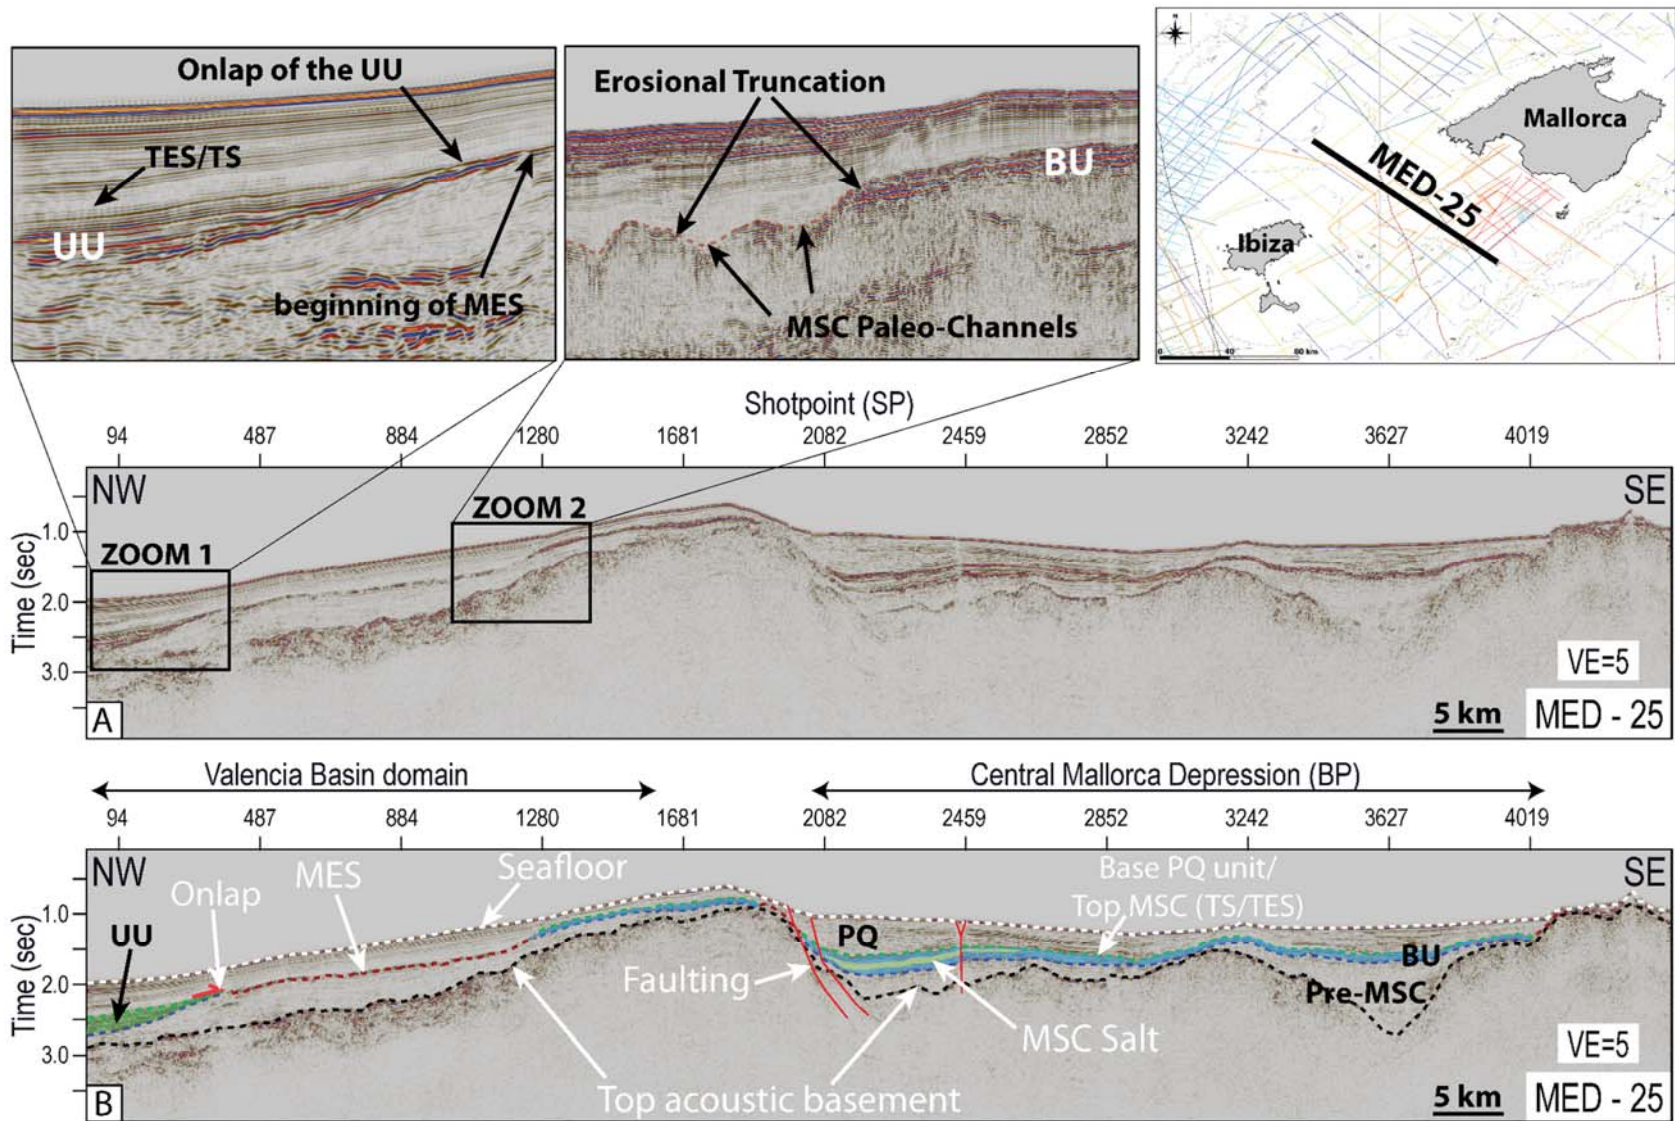 Onlap of the UU
TES/TS
UU
beginning of MES
Erosional Truncation
BU
MSC Paleo-Channels
N
Mallorca
MED-25
Ibiza
0 40 80 km
Shotpoint (SP)
94 487 884 1280 1681 2082 2459 2852 3242 3627 4019
NW SE
ZOOM 2
ZOOM 1
Time (sec)
1.0
2.0
3.0
VE=5
A
5 km
MED - 25
Valencia Basin domain
Central Mallorca Depression (BP)
94 487 884 1280 1681 2082 2459 2852 3242 3627 4019
NW SE
Onlap
MES
Seafloor
Base PQ unit/
Top MSC (TS/TES)
UU
PQ
BU
Faulting
Pre-MSC
MSC Salt
Top acoustic basement
Time (sec)
1.0
2.0
3.0
VE=5
B
5 km
MED - 25